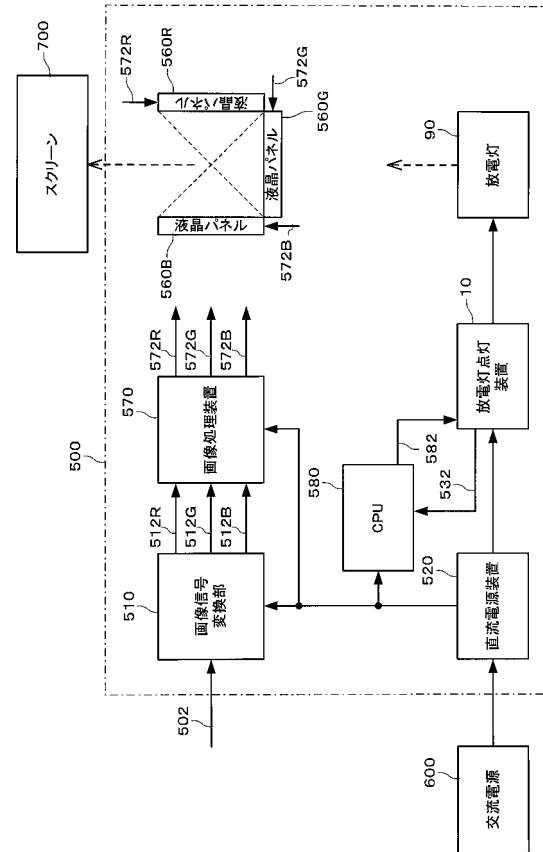 500
502
510
画像信号
変換部
512R
512G
512B
570
画像処理装置
572R
572G
572B
560B
液晶パネル
572B
液晶パネル
560G
572G
液晶パネル
560R
572R
スクリーン
700
600
交流電源
520
直流電源装置
580
CPU
582
532
10
放電灯点灯
装置
90
放電灯